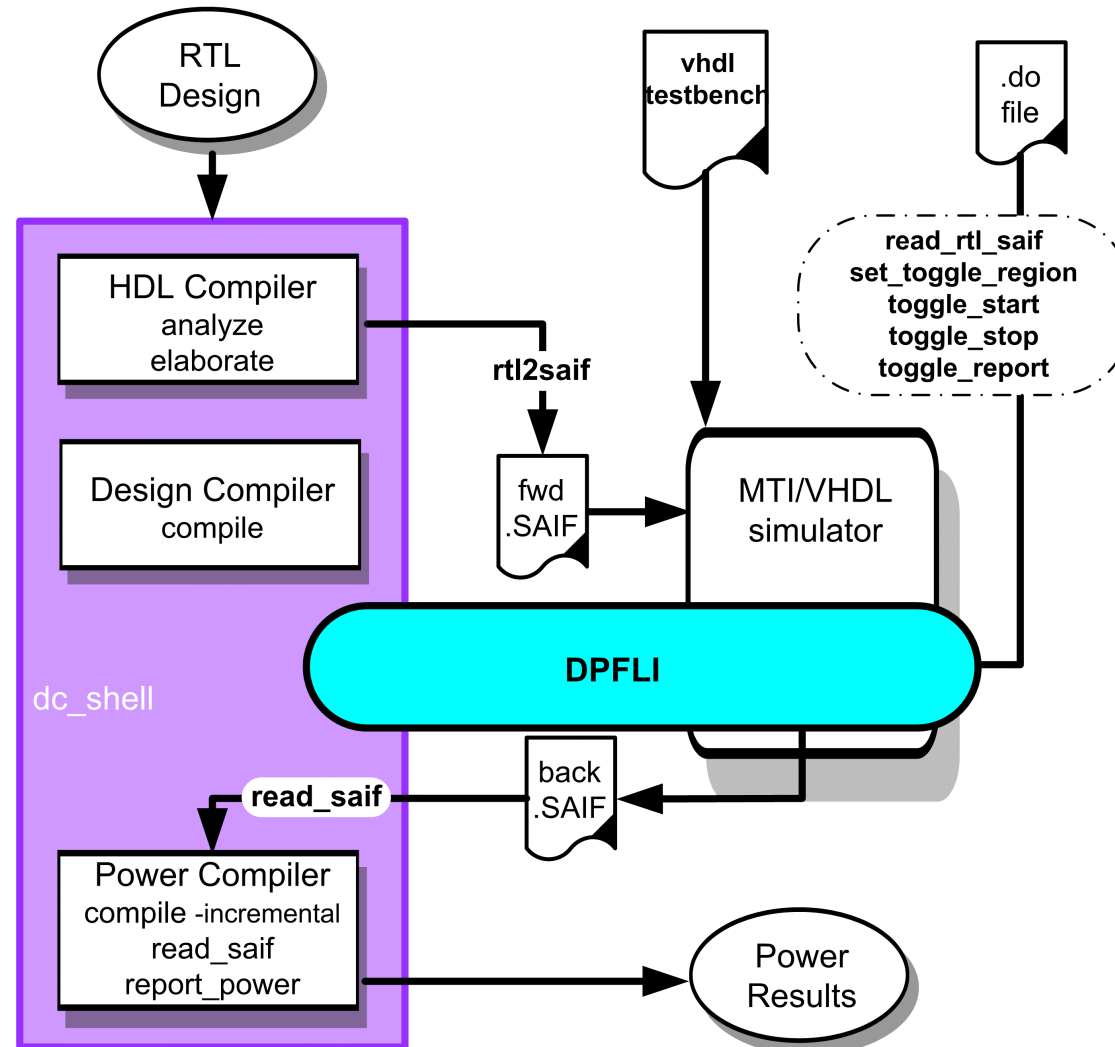 RTL
Design
vhdl
testbench
.do
file
read_rtl_saif
set_toggle_region
toggle_start
toggle_stop
toggle_report
HDL Compiler
analyze
elaborate
rtl2saif
Design Compiler
compile
fwd
.SAIF
MTI/VHDL
simulator
DPFLI
dc_shell
back
.SAIF
read_saif
Power Compiler
compile -incremental
read_saif
report_power
Power
Results